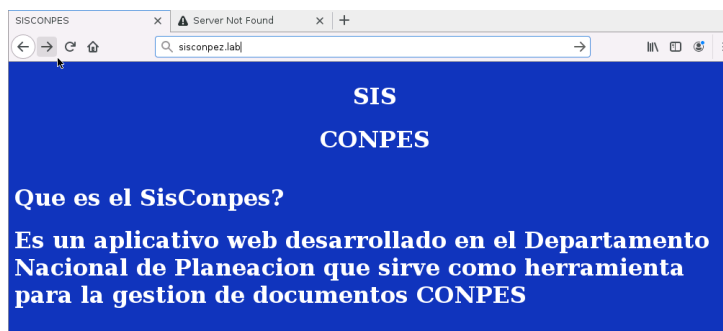 SISCONPES
Server Not Found
sisconpez.lab
SIS
CONPES
Que es el SisConpes?
Es un aplicativo web desarrollado en el Departamento
Nacional de Planeacion que sirve como herramienta
para la gestion de documentos CONPES